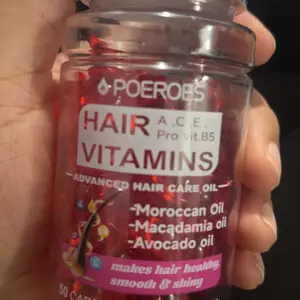 POEROES
HAIR A.,C,E,
Pro vit.B5
VITAMINS
ADVANCED HAIR CARE OIL
-Moroccan Oil
-Macadamia oil
-Avocado oil
makes hair healthy,
smooth & shiny
50